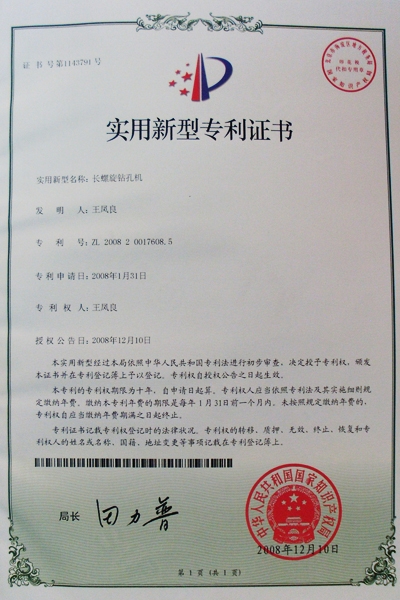 证书号第1143791号
实用新型专利证书
实用新型名称:长螺旋钻孔机
发明人:王凤良
专利号:ZL 2008 2 0017608.5
专利申请日:2008年1月31日
专利权人:王凤良
授权公告日:2008年12月10日
本实用新型经过本局依照中华人民共和国专利法进行初步审查,决定授予专利权,颁发
本证书并在专利登记簿上予以登记。专利权自授权公告之日起生效。
本专利的专利权期限为十年,自申请日起算。专利权人应当依照专利法及其实施细则规
定缴纳年费。缴纳本专利年费的期限是每年1月31日前一个月内。未按照规定缴纳年费的,
专利权自应当缴纳年费期满之日起终止。
专利证书记载专利权登记时的法律状况。专利权的转移、质押、无效、终止、恢复和专
利权人的姓名或名称、国籍、地址变更等事项记载在专利登记簿上。
局长 田力普
中华人民共和国国家知识产权局
2008年12月10日
第1页(共1页)